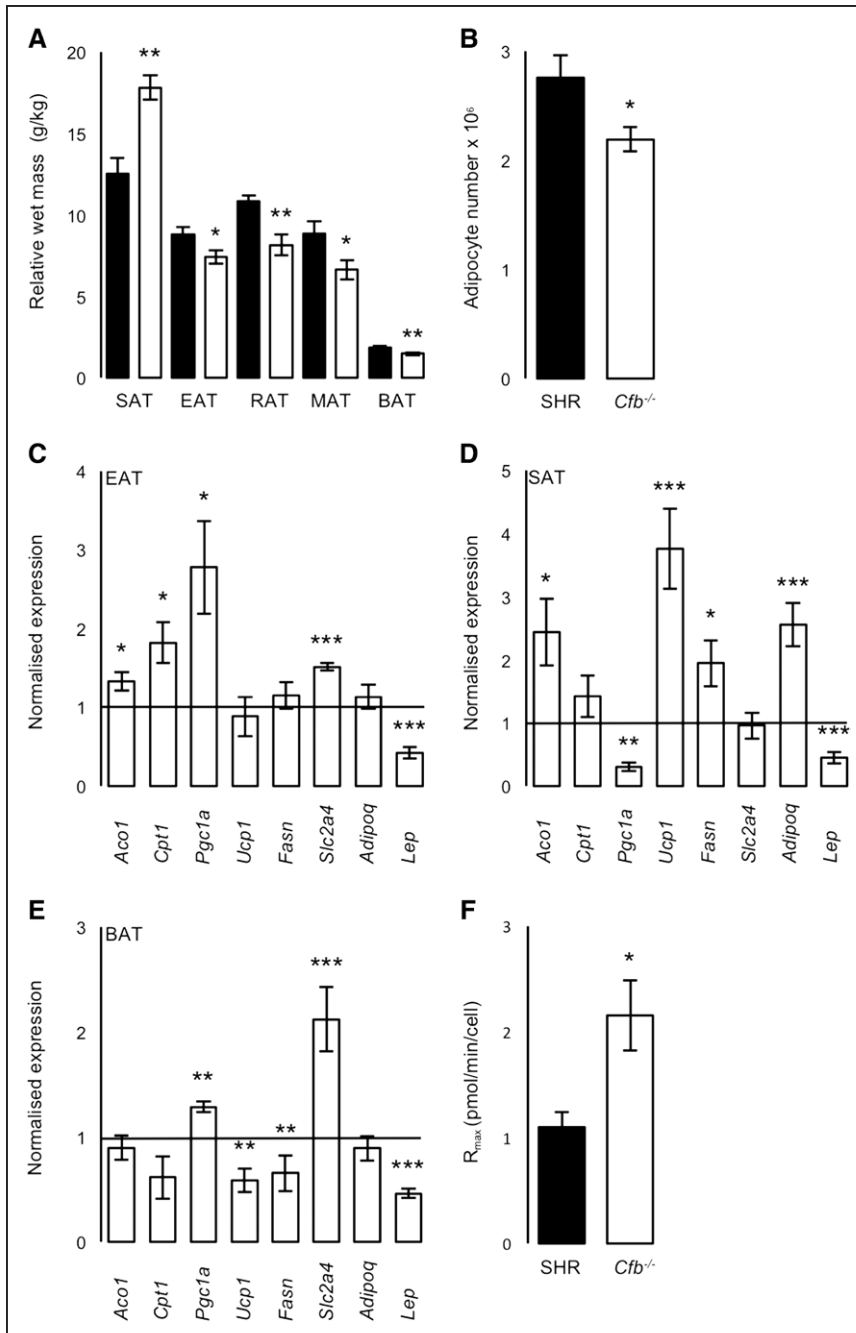 A
Relative wet mass (g/kg)
20
15
10
5
0
** * ** * **
SAT EAT RAT MAT BAT
B
Adipocyte number x 10⁶
3
2
1
0
*
SHR Cfb-/-
C
EAT
Normalised expression
4
3
2
1
0
* * * *** ***
Aco1 Cpt1 Pgc1a Ucp1 Fasn Slc2a4 Adipoq Lep
D
SAT
Normalised expression
5
4
3
2
1
0
* ** *** * *** ***
Aco1 Cpt1 Pgc1a Ucp1 Fasn Slc2a4 Adipoq Lep
E
BAT
Normalised expression
3
2
1
0
** ** ** *** ***
Aco1 Cpt1 Pgc1a Ucp1 Fasn Slc2a4 Adipoq Lep
F
Rmax (pmol/min/cell)
3
2
1
0
*
SHR Cfb-/-